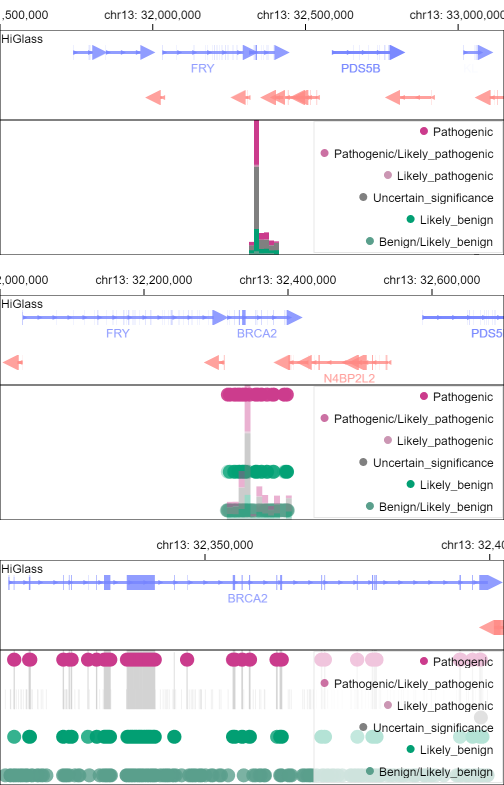 ,500,000 chr13: 32,000,000 chr13: 32,500,000 chr13: 33,000,000
HiGlass
FRY PDS5B
Pathogenic
Pathogenic/Likely_pathogenic
Likely_pathogenic
Uncertain_significance
Likely_benign
Benign/Likely_benign
2,000,000 chr13: 32,200,000 chr13: 32,400,000 chr13: 32,600,000
HiGlass
FRY BRCA2 PDS5
N4BP2L2
Pathogenic
Pathogenic/Likely_pathogenic
Likely_pathogenic
Uncertain_significance
Likely_benign
Benign/Likely_benign
chr13: 32,350,000 chr13: 32,40
HiGlass
BRCA2
Pathogenic
Pathogenic/Likely_pathogenic
Likely_pathogenic
Uncertain_significance
Likely_benign
Benign/Likely_benign